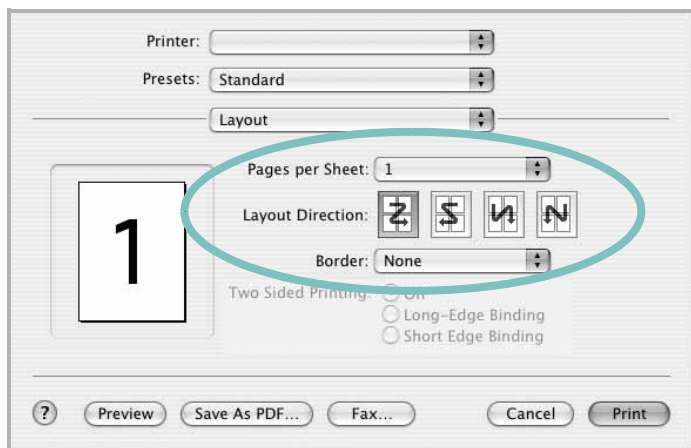 Printer:
Presets: Standard
Layout
Pages per Sheet: 1
Layout Direction:
Border: None
1
Two Sided Printing:
Long-Edge Binding
Short Edge Binding
? Preview Save As PDF... Fax... Cancel Print